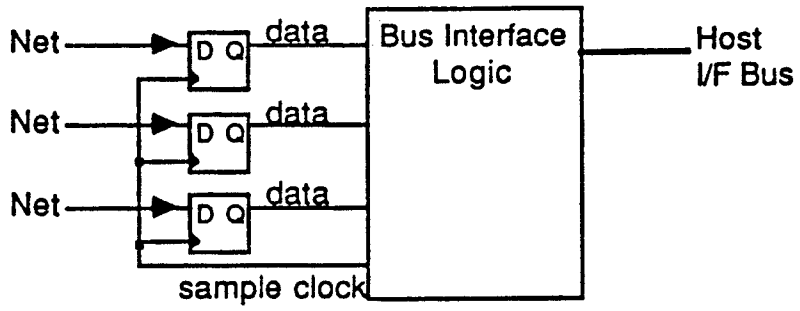 Net
D Q
data
Bus Interface
Logic
Host
I/F Bus
Net
D Q
data
Net
D Q
data
sample clock